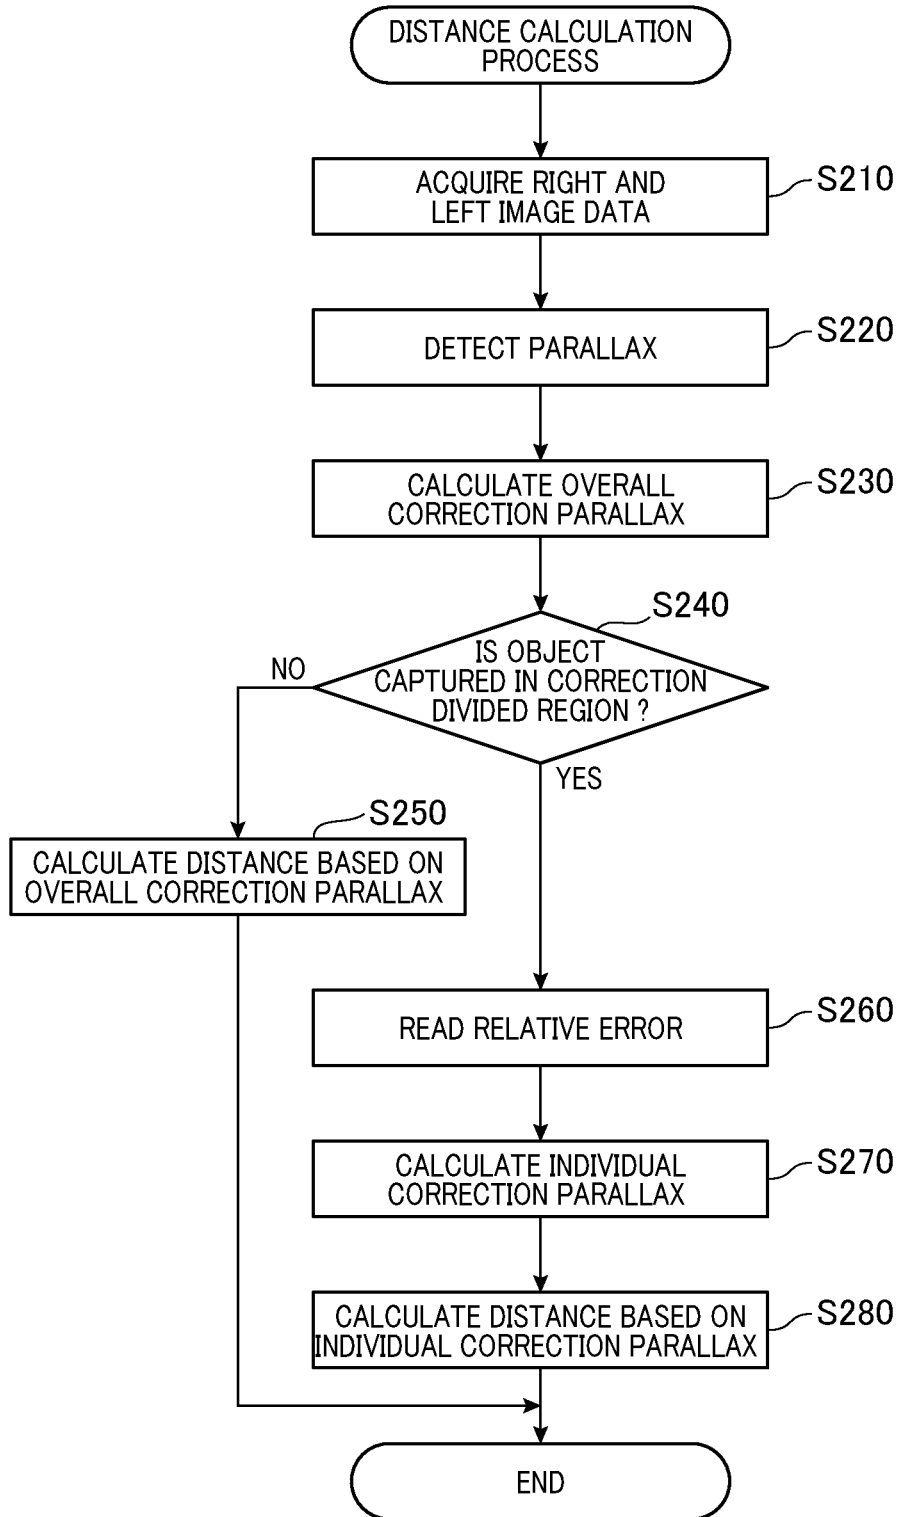 DISTANCE CALCULATION
PROCESS
ACQUIRE RIGHT AND
LEFT IMAGE DATA
S210
DETECT PARALLAX
S220
CALCULATE OVERALL
CORRECTION PARALLAX
S230
S240
IS OBJECT
CAPTURED IN CORRECTION
DIVIDED REGION ?
NO
YES
S250
CALCULATE DISTANCE BASED ON
OVERALL CORRECTION PARALLAX
READ RELATIVE ERROR
S260
CALCULATE INDIVIDUAL
CORRECTION PARALLAX
S270
CALCULATE DISTANCE BASED ON
INDIVIDUAL CORRECTION PARALLAX
S280
END